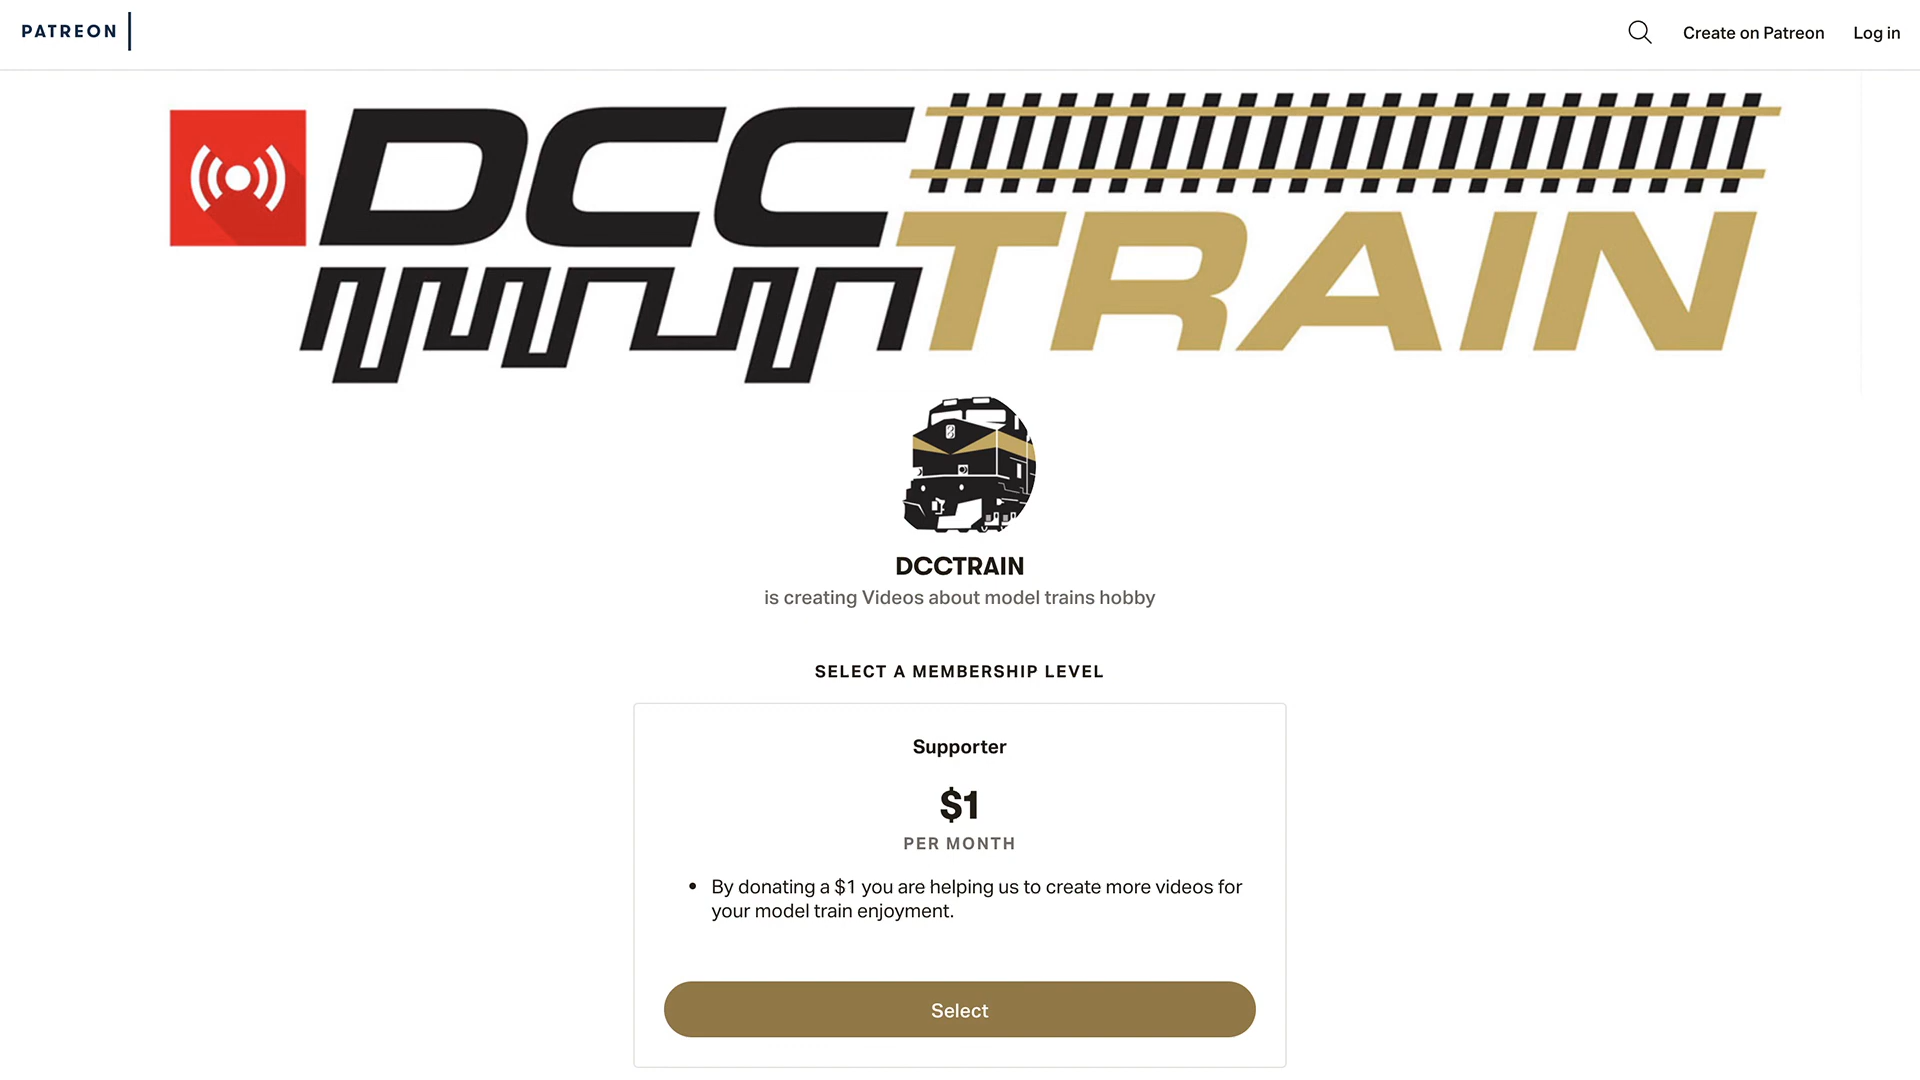 PATREON
Create on Patreon
Log in
DCC
TRAIN
DCCTRAIN
is creating Videos about model trains hobby
SELECT A MEMBERSHIP LEVEL
Supporter
$1
PER MONTH
• By donating a $1 you are helping us to create more videos for
your model train enjoyment.
Select